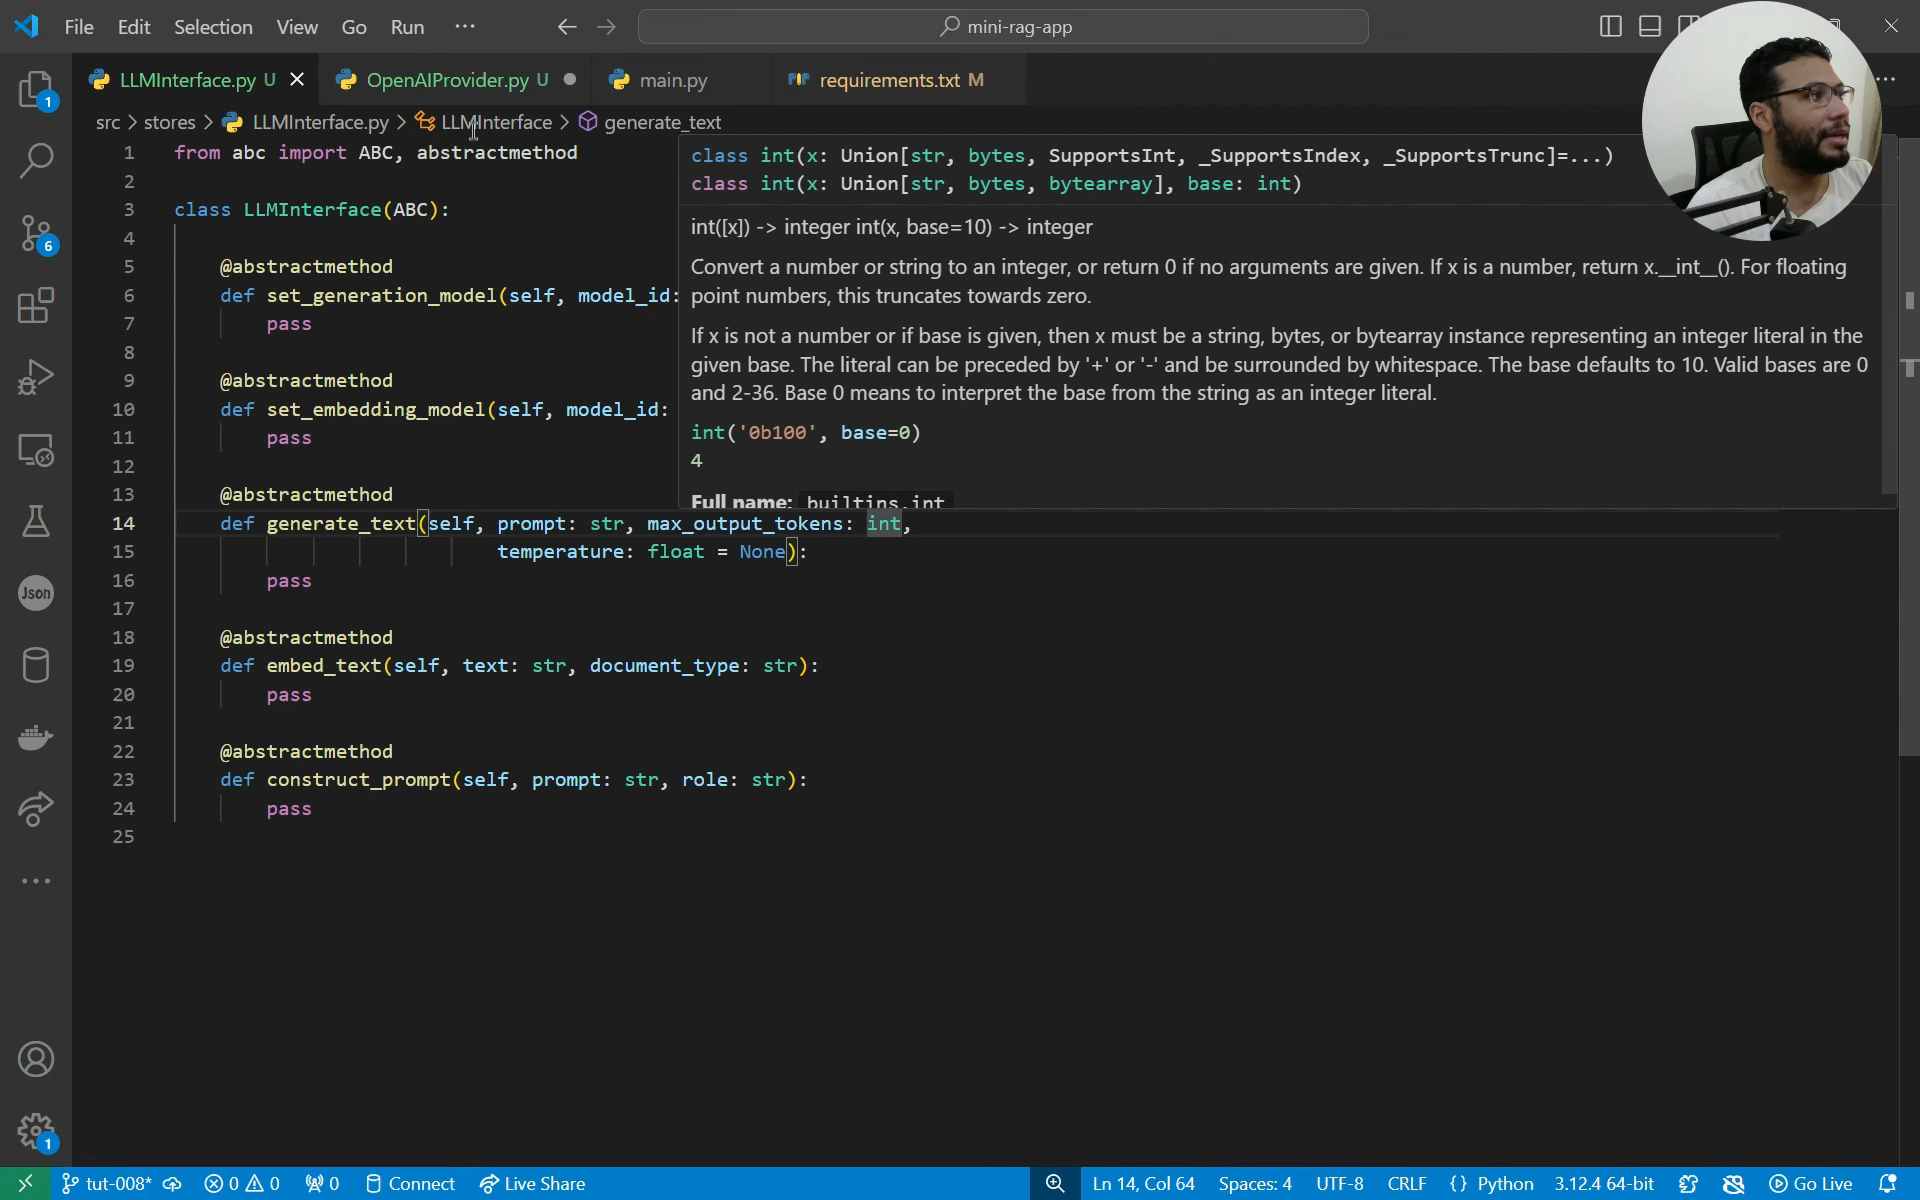 File Edit Selection View Go Run ··· mini-rag-app
LLMInterface.py U OpenAIProvider.py U main.py requirements.txt M
src > stores > LLMInterface.py > LLMInterface > generate_text
1 from abc import ABC, abstractmethod
2
3 class LLMInterface(ABC):
4
5 @abstractmethod
6 def set_generation_model(self, model_id:
7 pass
8
9 @abstractmethod
10 def set_embedding_model(self, model_id:
11 pass
12
13 @abstractmethod
14 def generate_text(self, prompt: str, max_output_tokens: int,
15 temperature: float = None):
16 pass
17
18 @abstractmethod
19 def embed_text(self, text: str, document_type: str):
20 pass
21
22 @abstractmethod
23 def construct_prompt(self, prompt: str, role: str):
24 pass
25
class int(x: Union[str, bytes, SupportsInt, _SupportsIndex, _SupportsTrunc]=...)
class int(x: Union[str, bytes, bytearray], base: int)
int([x]) -> integer int(x, base=10) -> integer
Convert a number or string to an integer, or return 0 if no arguments are given. If x is a number, return x.__int__(). For floating
point numbers, this truncates towards zero.
If x is not a number or if base is given, then x must be a string, bytes, or bytearray instance representing an integer literal in the
given base. The literal can be preceded by '+' or '-' and be surrounded by whitespace. The base defaults to 10. Valid bases are 0
and 2-36. Base 0 means to interpret the base from the string as an integer literal.
int('0b100', base=0)
4
Full name: builtins.int
1
6
Json
1
tut-008* 0 0 0 Connect Live Share Ln 14, Col 64 Spaces: 4 UTF-8 CRLF {} Python 3.12.4 64-bit Go Live